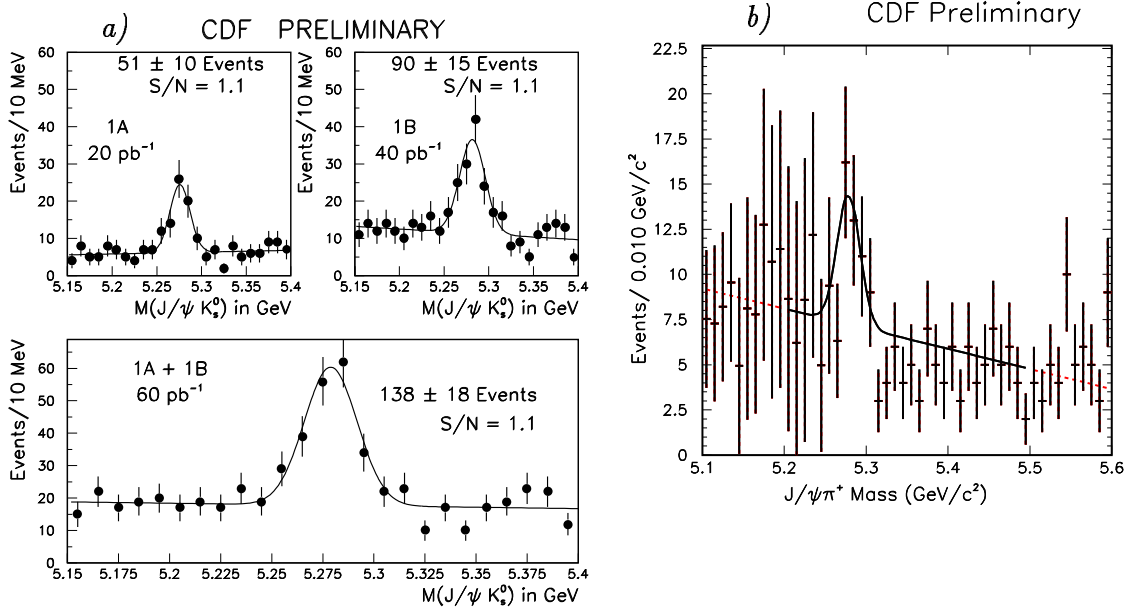 a) CDF PRELIMINARY
Events/10 MeV
60
50
40
30
20
10
0
51 ± 10 Events
S/N = 1.1
1A
20 pb⁻¹
5.15 5.2 5.25 5.3 5.35 5.4
M(J/ψ K⁰ₛ) in GeV
Events/10 MeV
60
50
40
30
20
10
0
90 ± 15 Events
S/N = 1.1
1B
40 pb⁻¹
5.15 5.2 5.25 5.3 5.35 5.4
M(J/ψ K⁰ₛ) in GeV
Events/10 MeV
60
50
40
30
20
10
0
1A + 1B
60 pb⁻¹
138 ± 18 Events
S/N = 1.1
5.15 5.175 5.2 5.225 5.25 5.275 5.3 5.325 5.35 5.375 5.4
M(J/ψ K⁰ₛ) in GeV
b) CDF Preliminary
Events/ 0.010 GeV/c²
22.5
20
17.5
15
12.5
10
7.5
5
2.5
0
5.1 5.2 5.3 5.4 5.5 5.6
J/ψπ⁺ Mass (GeV/c²)